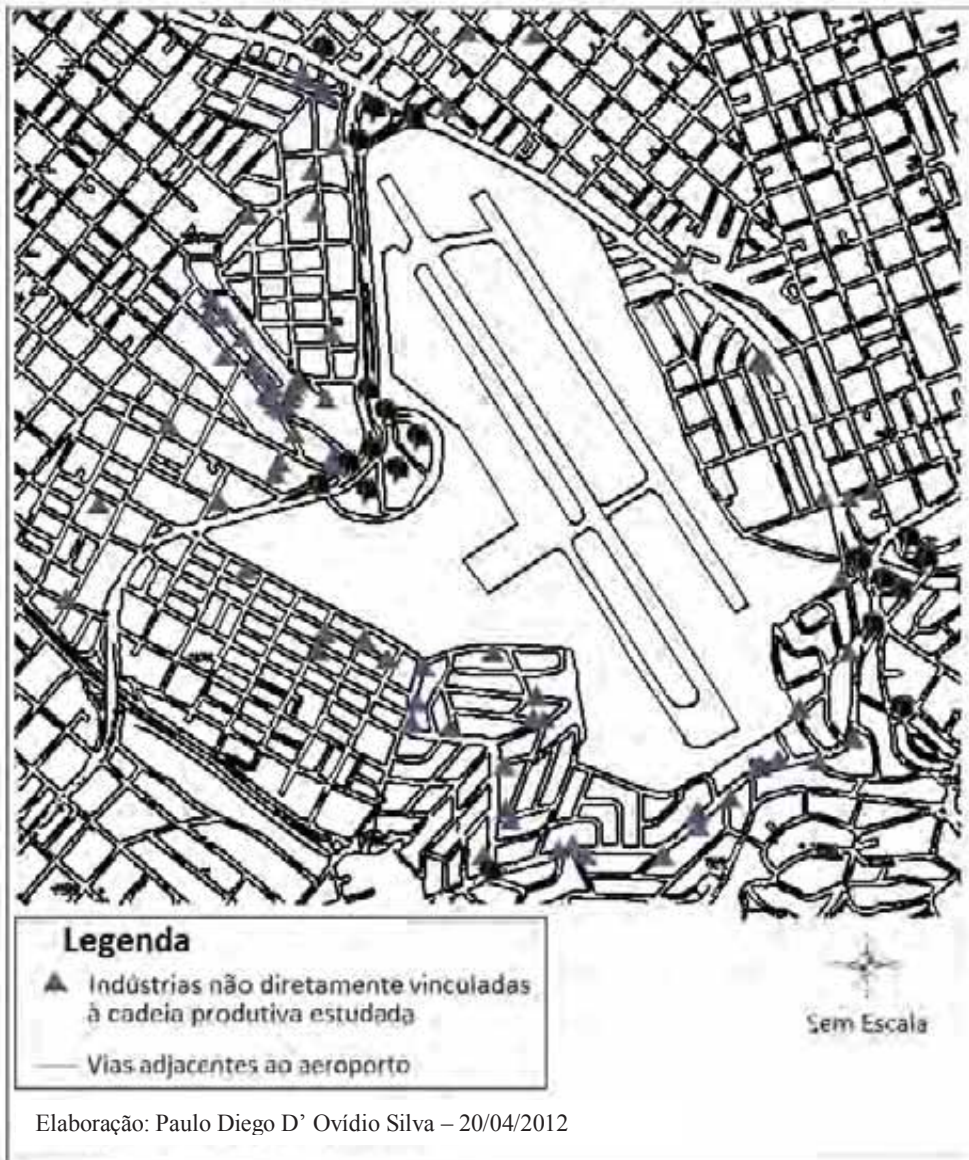 Legenda
Indústrias não diretamente vinculadas
à cadeia produtiva estudada
Vias adjacentes ao aeroporto
Sem Escala
Elaboração: Paulo Diego D’ Ovídio Silva – 20/04/2012